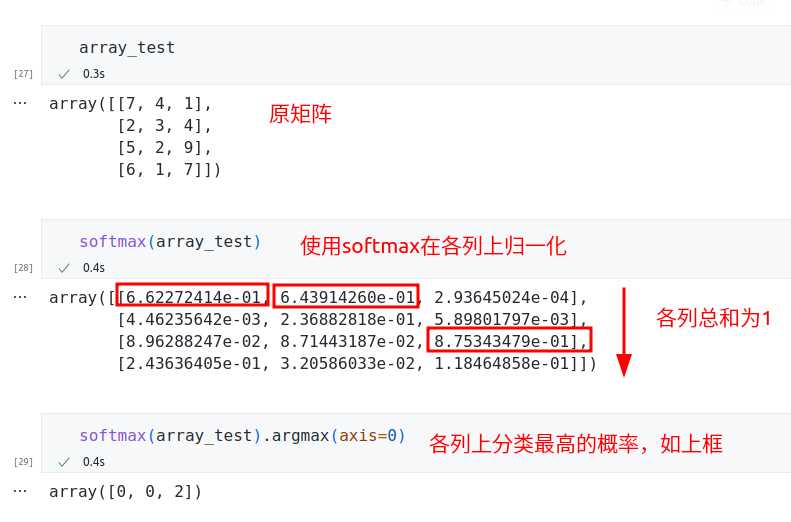 Code
array_test
[27]
0.3s
array([[7, 4, 1], 原矩阵
[2, 3, 4],
[5, 2, 9],
[6, 1, 7]])
softmax(array_test) 使用softmax在各列上归一化
[28]
0.4s
array([[6.62272414e-01, 6.43914260e-01, 2.93645024e-04],
[4.46235642e-03, 2.36882818e-01, 5.89801797e-03], 各列总和为1
[8.96288247e-02, 8.71443187e-02, 8.75343479e-01],
[2.43636405e-01, 3.20586033e-02, 1.18464858e-01]])
softmax(array_test).argmax(axis=0) 各列上分类最高的概率，如上框
[29]
0.4s
array([0, 0, 2])